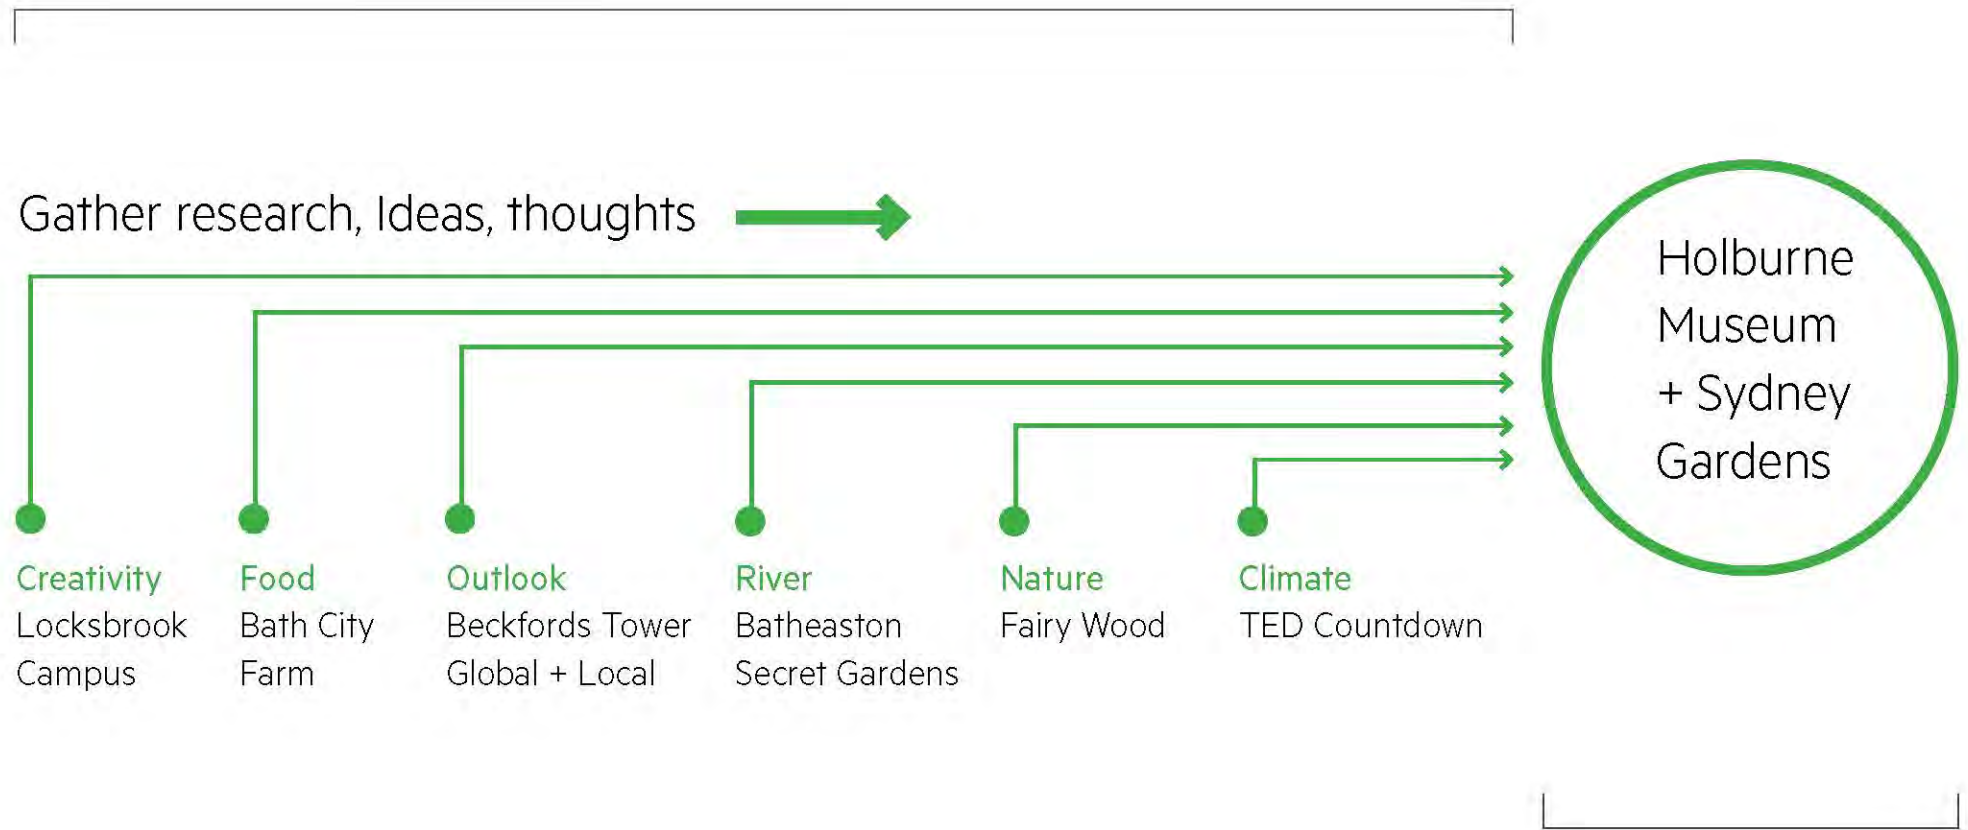 Gather research, Ideas, thoughts
Holburne
Museum
+ Sydney
Gardens
Creativity
Locksbrook
Campus
Food
Bath City
Farm
Outlook
Beckfords Tower
Global + Local
River
Batheaston
Secret Gardens
Nature
Fairy Wood
Climate
TED Countdown